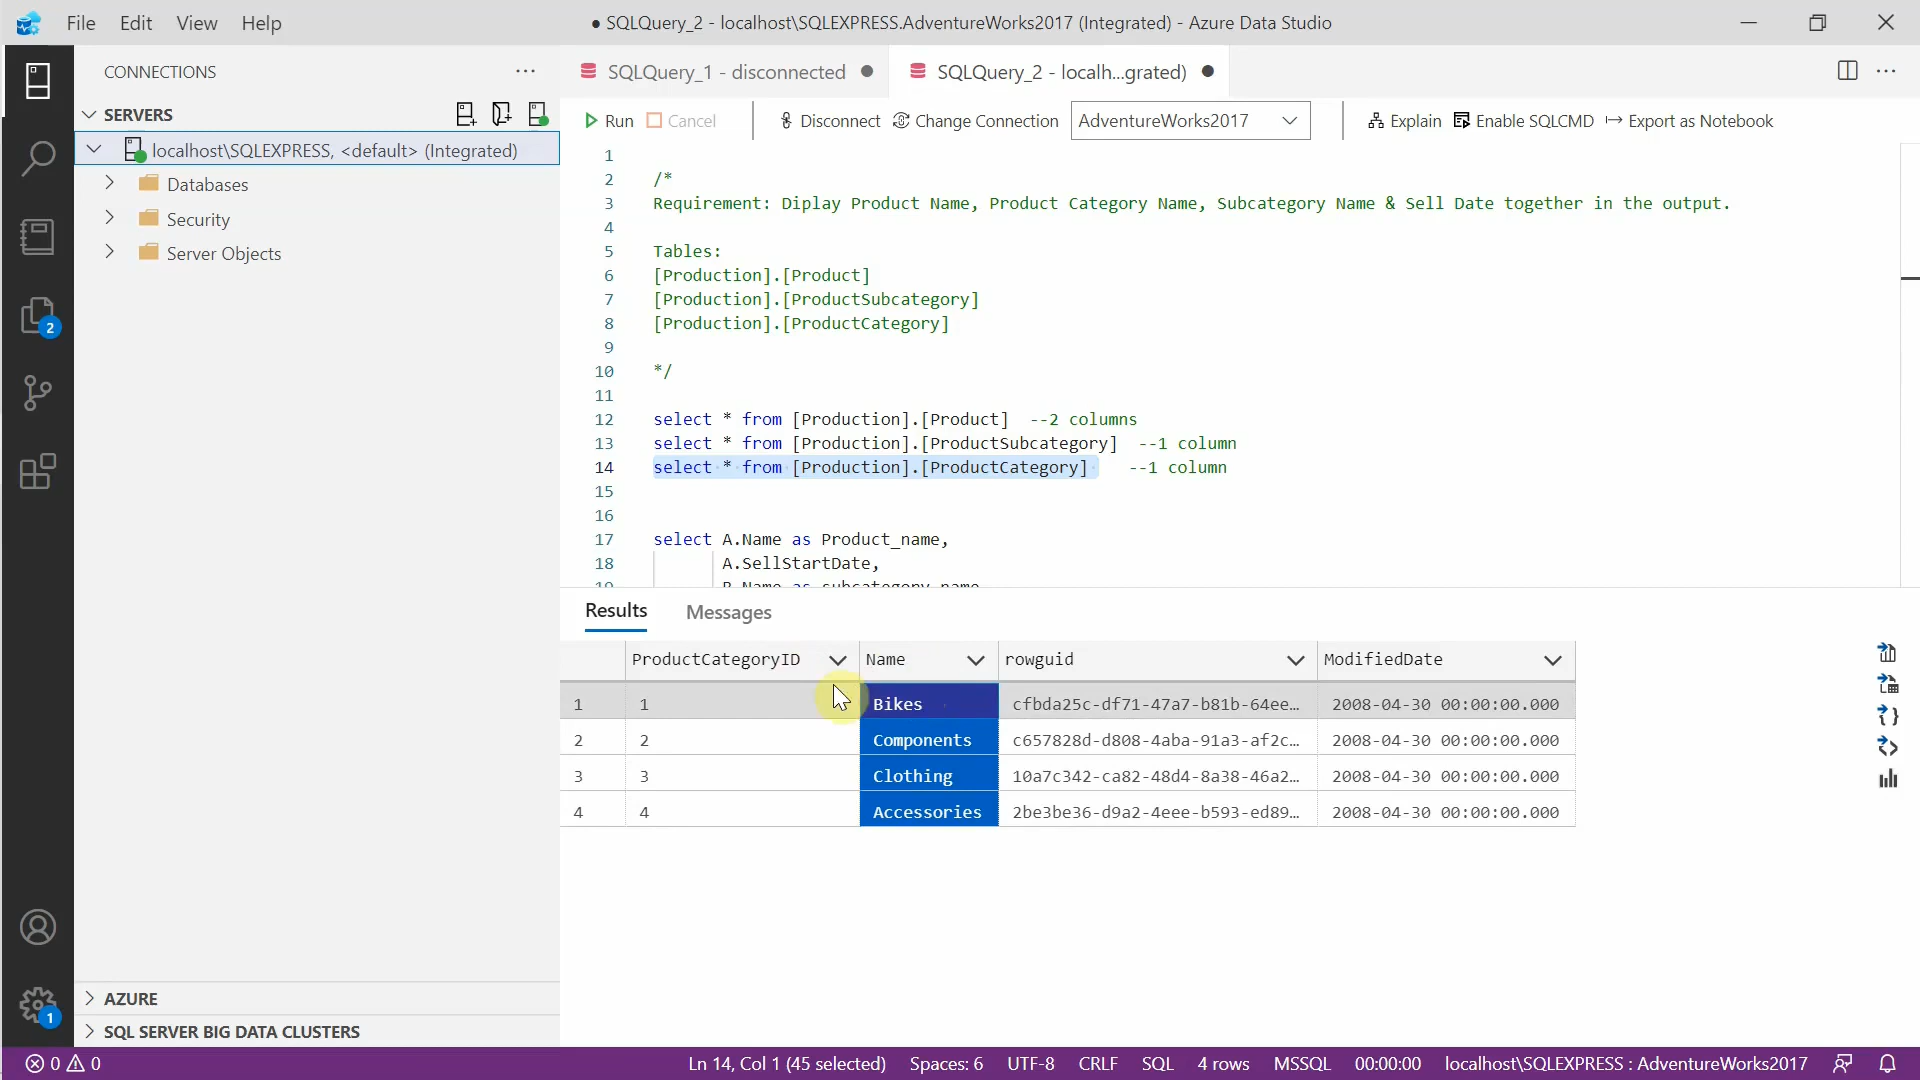 File Edit View Help
● SQLQuery_2 - localhost\SQLEXPRESS.AdventureWorks2017 (Integrated) - Azure Data Studio
CONNECTIONS
SQLQuery_1 - disconnected
SQLQuery_2 - localh...grated)
SERVERS
Run Cancel Disconnect Change Connection AdventureWorks2017 Explain Enable SQLCMD Export as Notebook
localhost\SQLEXPRESS, <default> (Integrated)
Databases
Security
Server Objects
2
AZURE
SQL SERVER BIG DATA CLUSTERS
1
1
2 /*
3 Requirement: Diplay Product Name, Product Category Name, Subcategory Name & Sell Date together in the output.
4
5 Tables:
6 [Production].[Product]
7 [Production].[ProductSubcategory]
8 [Production].[ProductCategory]
9
10 */
11
12 select * from [Production].[Product] --2 columns
13 select * from [Production].[ProductSubcategory] --1 column
14 select * from [Production].[ProductCategory] --1 column
15
16
17 select A.Name as Product_name,
18 A.SellStartDate,
19 B.Name as subcategory_name
Results Messages
ProductCategoryID Name rowguid ModifiedDate
1 1 Bikes cfbda25c-df71-47a7-b81b-64ee... 2008-04-30 00:00:00.000
2 2 Components c657828d-d808-4aba-91a3-af2c... 2008-04-30 00:00:00.000
3 3 Clothing 10a7c342-ca82-48d4-8a38-46a2... 2008-04-30 00:00:00.000
4 4 Accessories 2be3be36-d9a2-4eee-b593-ed89... 2008-04-30 00:00:00.000
0 0 Ln 14, Col 1 (45 selected) Spaces: 6 UTF-8 CRLF SQL 4 rows MSSQL 00:00:00 localhost\SQLEXPRESS : AdventureWorks2017